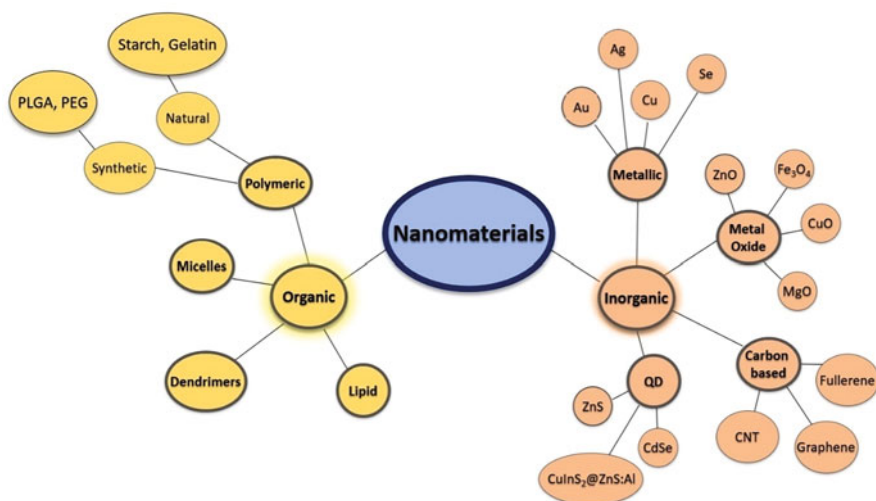 Starch, Gelatin
PLGA, PEG
Natural
Synthetic
Polymeric
Micelles
Organic
Dendrimers
Lipid
Nanomaterials
Ag
Se
Au
Cu
Metallic
ZnO
Fe₃O₄
Metal
Oxide
CuO
MgO
Inorganic
Carbon
based
Fullerene
QD
ZnS
CNT
Graphene
CdSe
CuInS₂@ZnS:Al